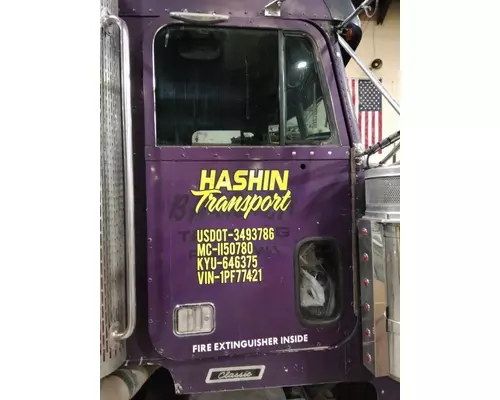 HASHIN
Transport
USDOT-3493786
MC-1150780
KYU-646375
VIN-1PF77421
FIRE EXTINGUISHER INSIDE
Classic